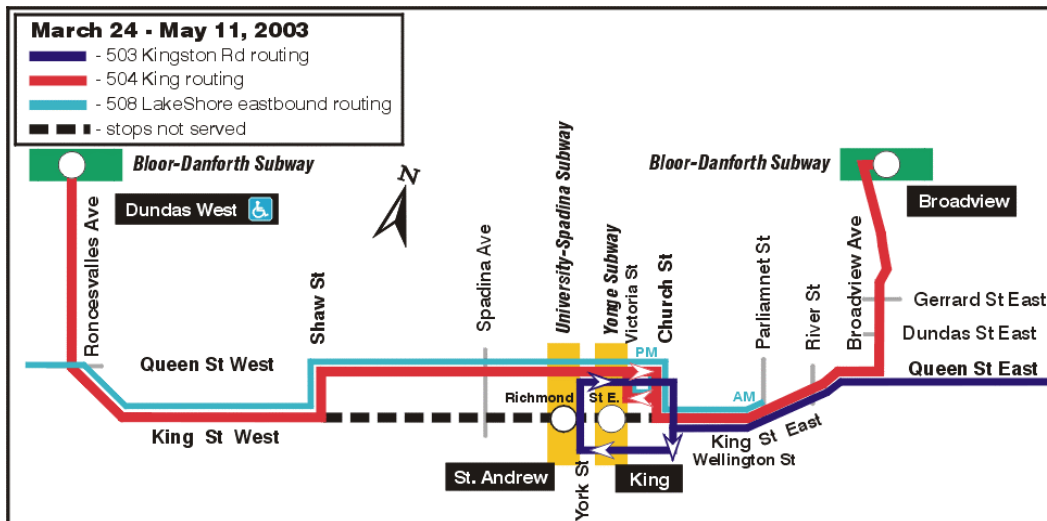 March 24 - May 11, 2003
- 503 Kingston Rd routing
- 504 King routing
- 508 LakeShore eastbound routing
- stops not served
Bloor-Danforth Subway
Bloor-Danforth Subway
N
Dundas West
Broadview
Roncesvalles Ave
Shaw St
Spadina Ave
University-Spadina Subway
Yonge Subway
Victoria St
Church St
Parliamnet St
River St
Broadview Ave
Gerrard St East
Dundas St East
Queen St West
PM
Queen St East
Richmond St E.
AM
King St West
King St East
Wellington St
St. Andrew
York St
King